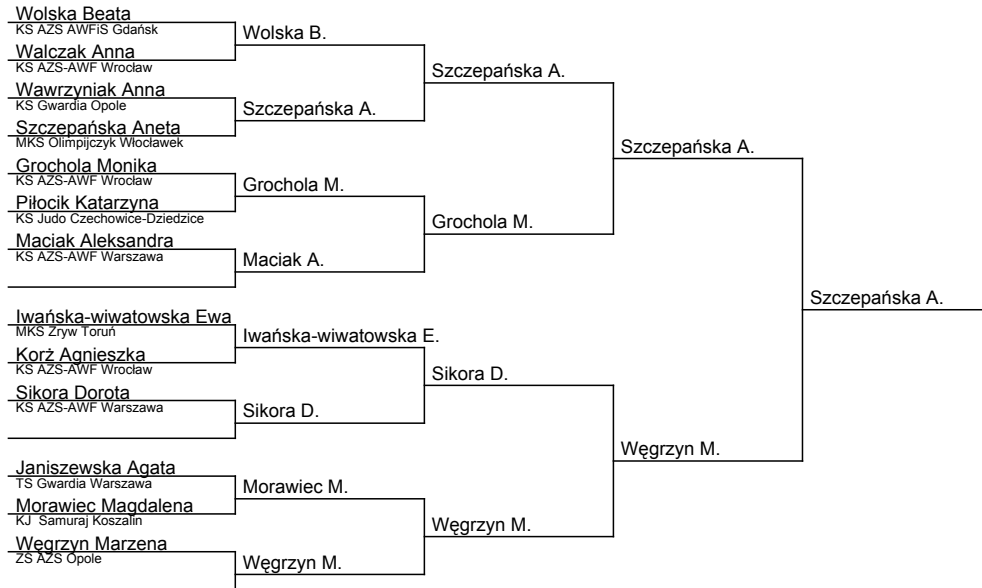 Wolska Beata
KS AZS AWFiS Gdańsk
Wolska B.
Walczak Anna
KS AZS-AWF Wrocław
Szczepańska A.
Wawrzyniak Anna
KS Gwardia Opole
Szczepańska A.
Szczepańska Aneta
MKS Olimpijczyk Włocławek
Szczepańska A.
Grochola Monika
KS AZS-AWF Wrocław
Grochola M.
Piłocik Katarzyna
KS Judo Czechowice-Dziedzice
Grochola M.
Maciak Aleksandra
KS AZS-AWF Warszawa
Maciak A.
Szczepańska A.
Iwańska-wiwatowska Ewa
MKS Zryw Toruń
Iwańska-wiwatowska E.
Korż Agnieszka
KS AZS-AWF Wrocław
Sikora D.
Sikora Dorota
KS AZS-AWF Warszawa
Sikora D.
Węgrzyn M.
Janiszewska Agata
TS Gwardia Warszawa
Morawiec M.
Morawiec Magdalena
KJ  Samuraj Koszalin
Węgrzyn M.
Węgrzyn Marzena
ZS AZS Opole
Węgrzyn M.